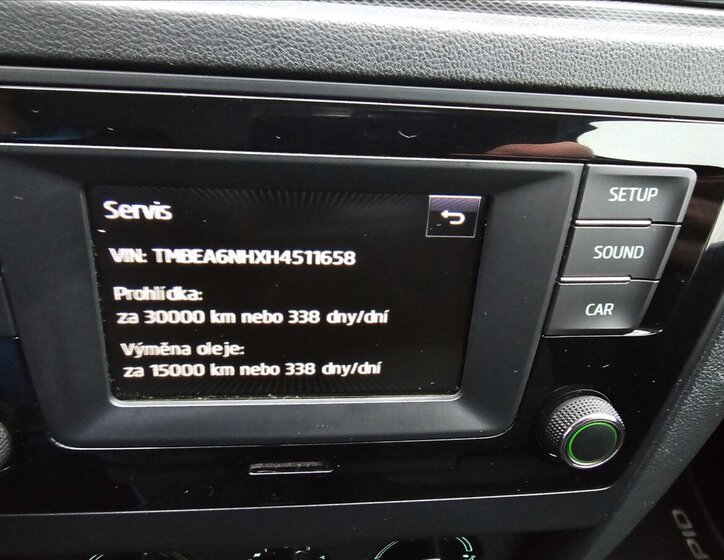 Servis
VIN: TMBEA6NHXH4511658
Prohlídka:
za 30000 km nebo 338 dny/dní
Výměna oleje:
za 15000 km nebo 338 dny/dní
SETUP
SOUND
CAR